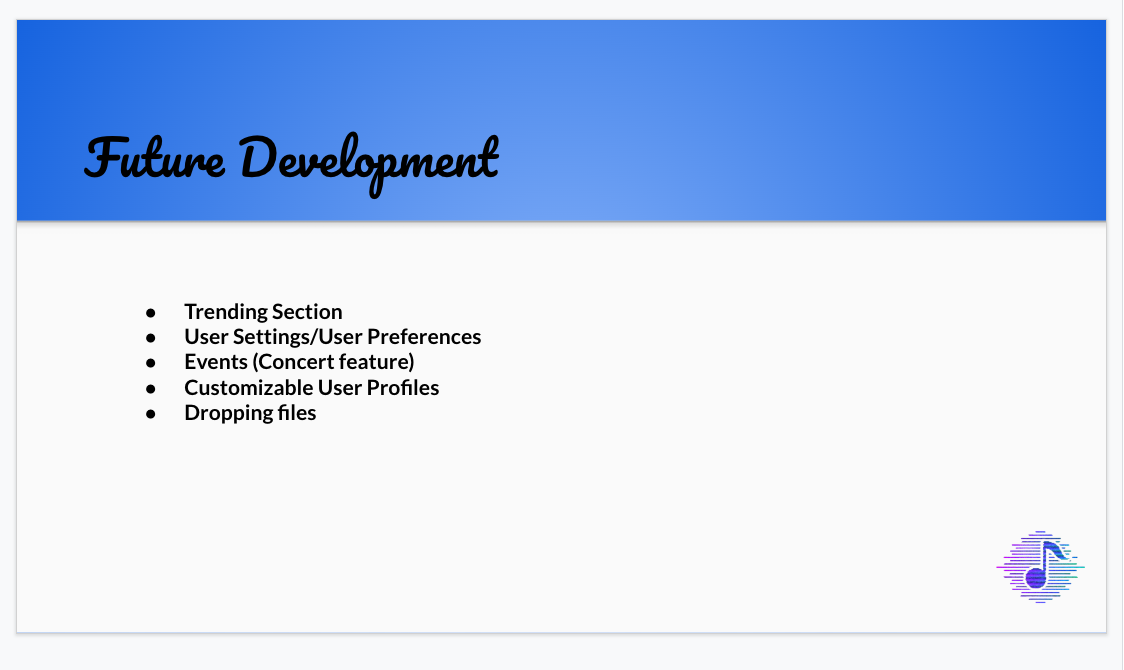 Future Development
● Trending Section
● User Settings/User Preferences
● Events (Concert feature)
● Customizable User Profiles
● Dropping files